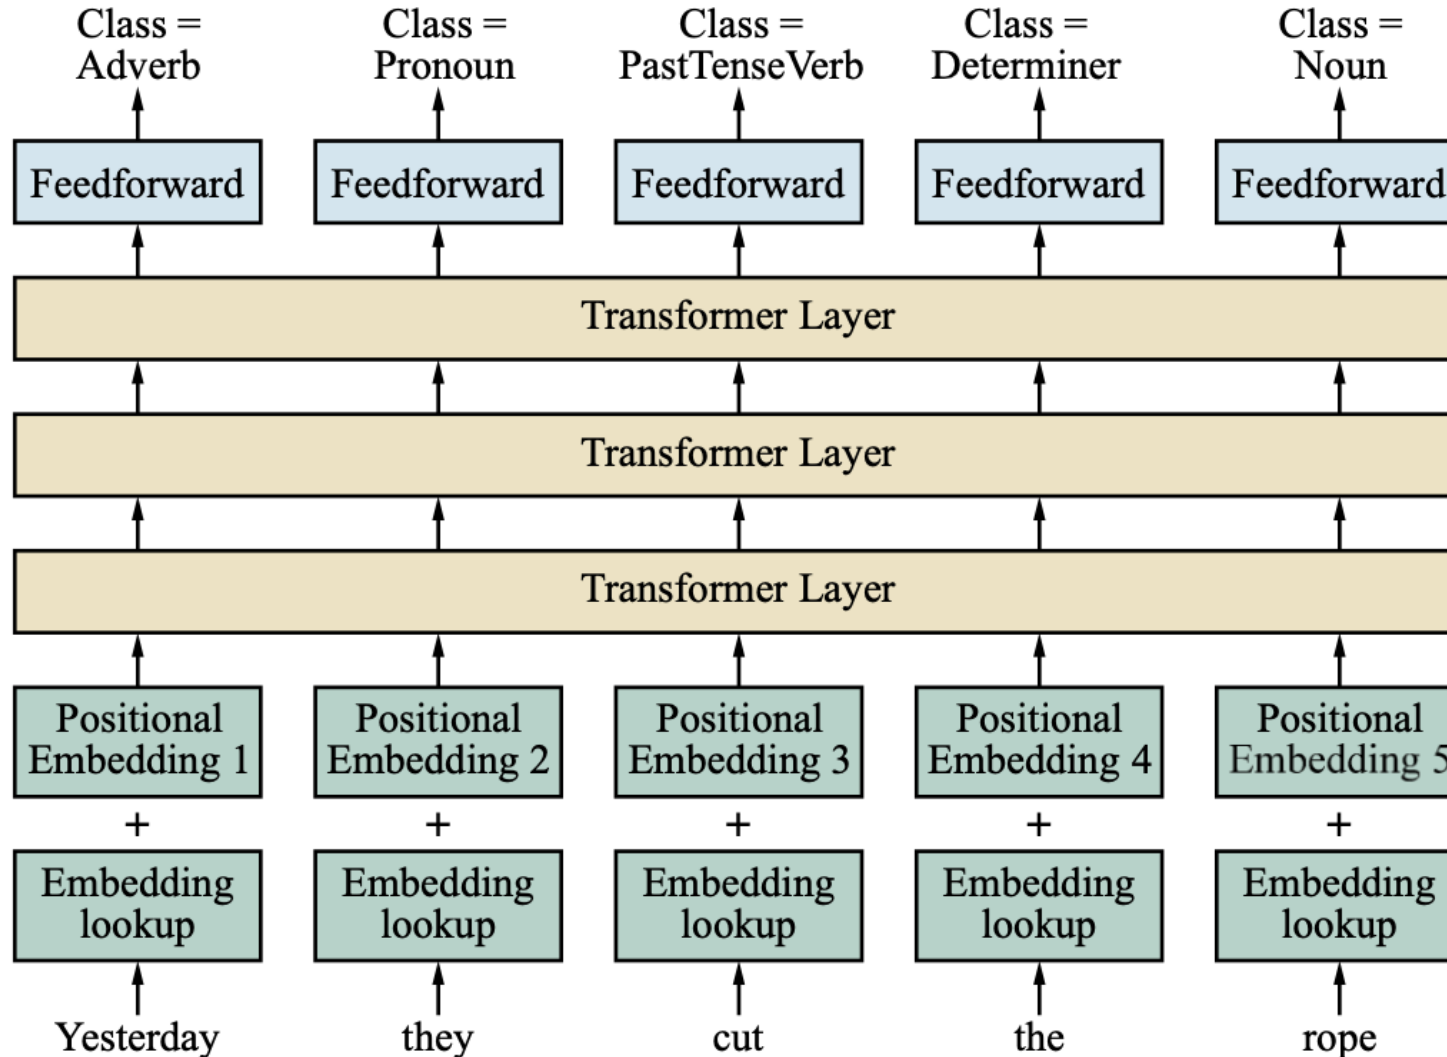 Class = Class = Class = Class = Class =
Adverb Pronoun PastTenseVerb Determiner Noun
Feedforward Feedforward Feedforward Feedforward Feedforward
Transformer Layer
Transformer Layer
Transformer Layer
Positional Positional Positional Positional Positional
Embedding 1 Embedding 2 Embedding 3 Embedding 4 Embedding 5
+ + + + +
Embedding Embedding Embedding Embedding Embedding
lookup lookup lookup lookup lookup
Yesterday they cut the rope